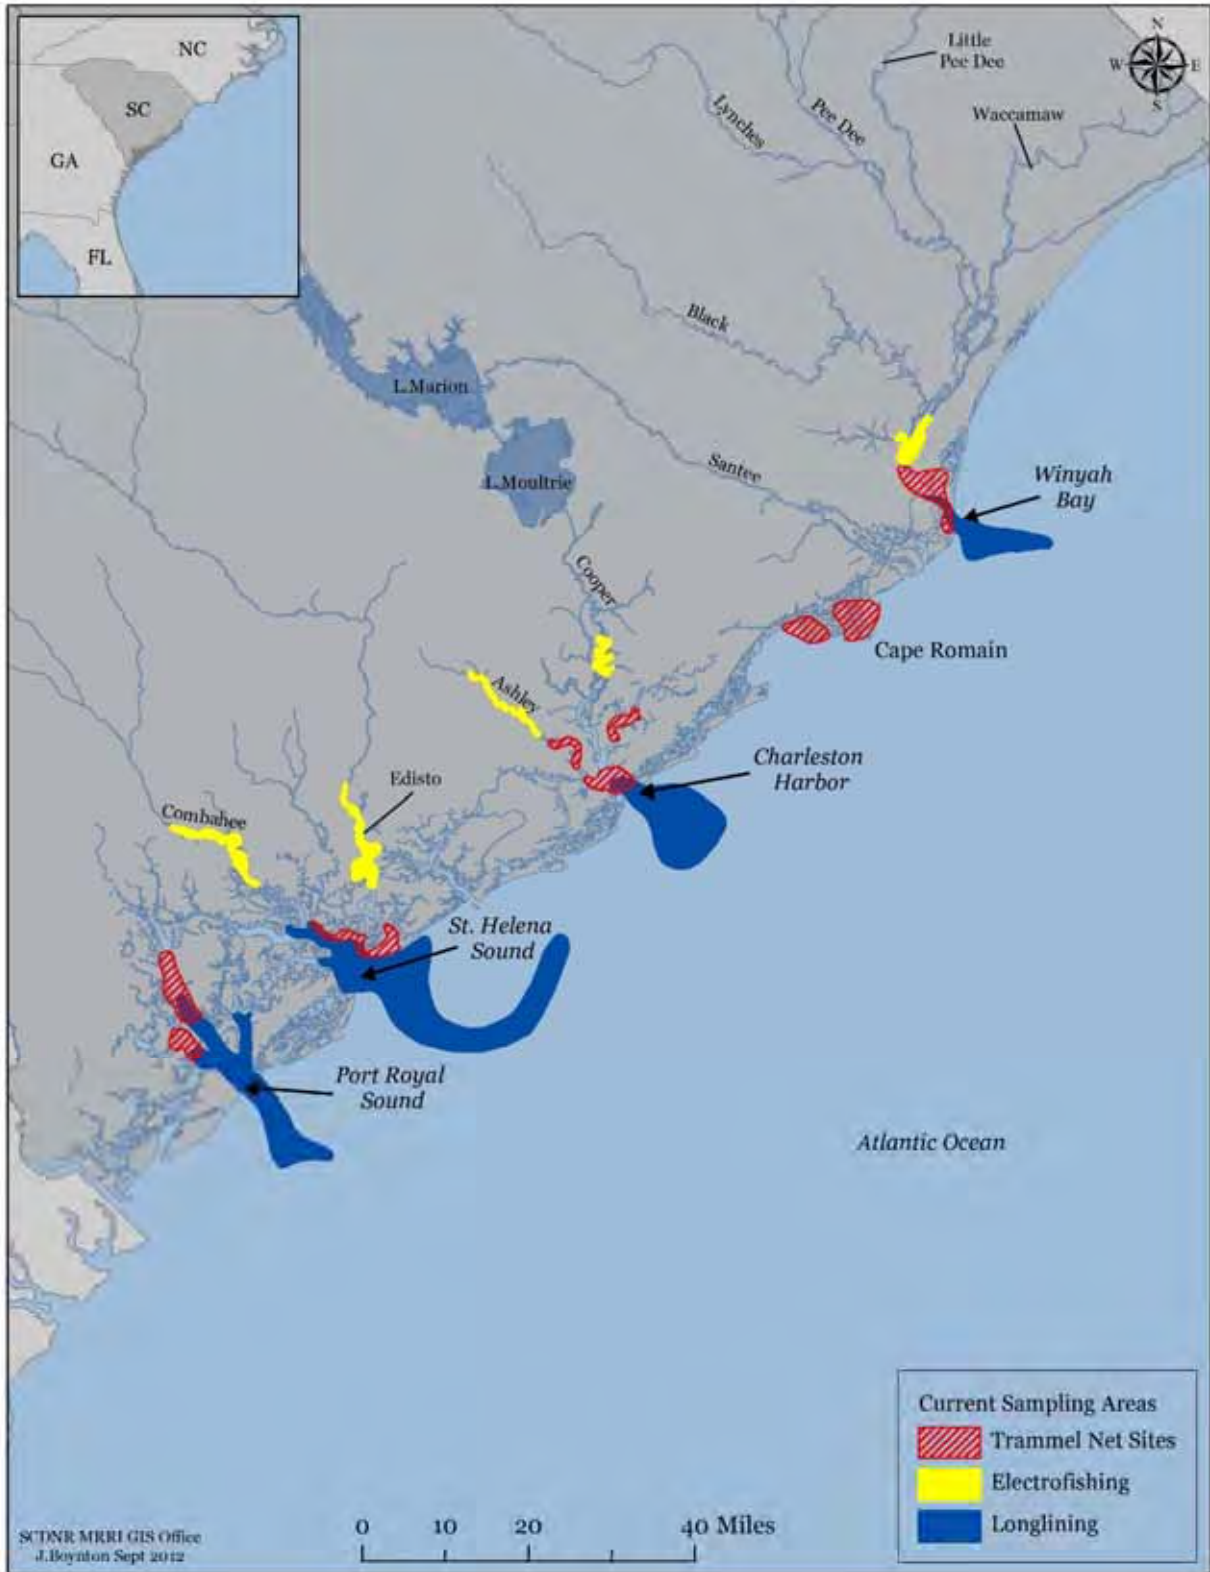 NC
SC
GA
FL
N
W
E
S
Little
Pee Dee
Pee Dee
Lynches
Waccamaw
Black
L.Marion
L.Moultrie
Santee
Winyah
Bay
Cooper
Cape Romain
Ashley
Charleston
Harbor
Edisto
Combahee
St. Helena
Sound
Port Royal
Sound
Atlantic Ocean
Current Sampling Areas
Trammel Net Sites
Electrofishing
Longlining
0 10 20 40 Miles
SCDNR MRRI GIS Office
J.Boynton Sept 2012